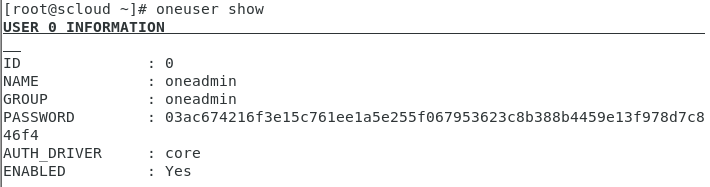 [root@scloud ~]# oneuser show
USER 0 INFORMATION
__
ID : 0
NAME : oneadmin
GROUP : oneadmin
PASSWORD : 03ac674216f3e15c761ee1a5e255f067953623c8b388b4459e13f978d7c8
46f4
AUTH_DRIVER : core
ENABLED : Yes